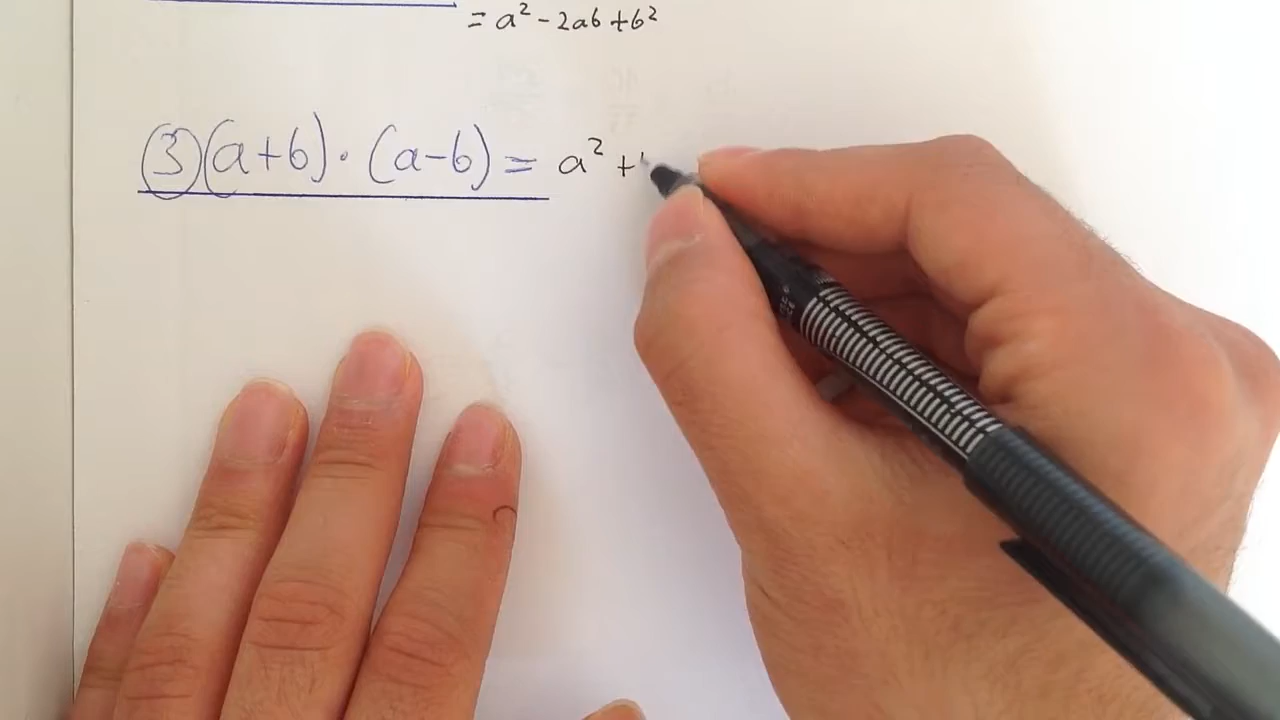 = a² - 2ab + b²
③ (a+b) · (a-b) = a² +